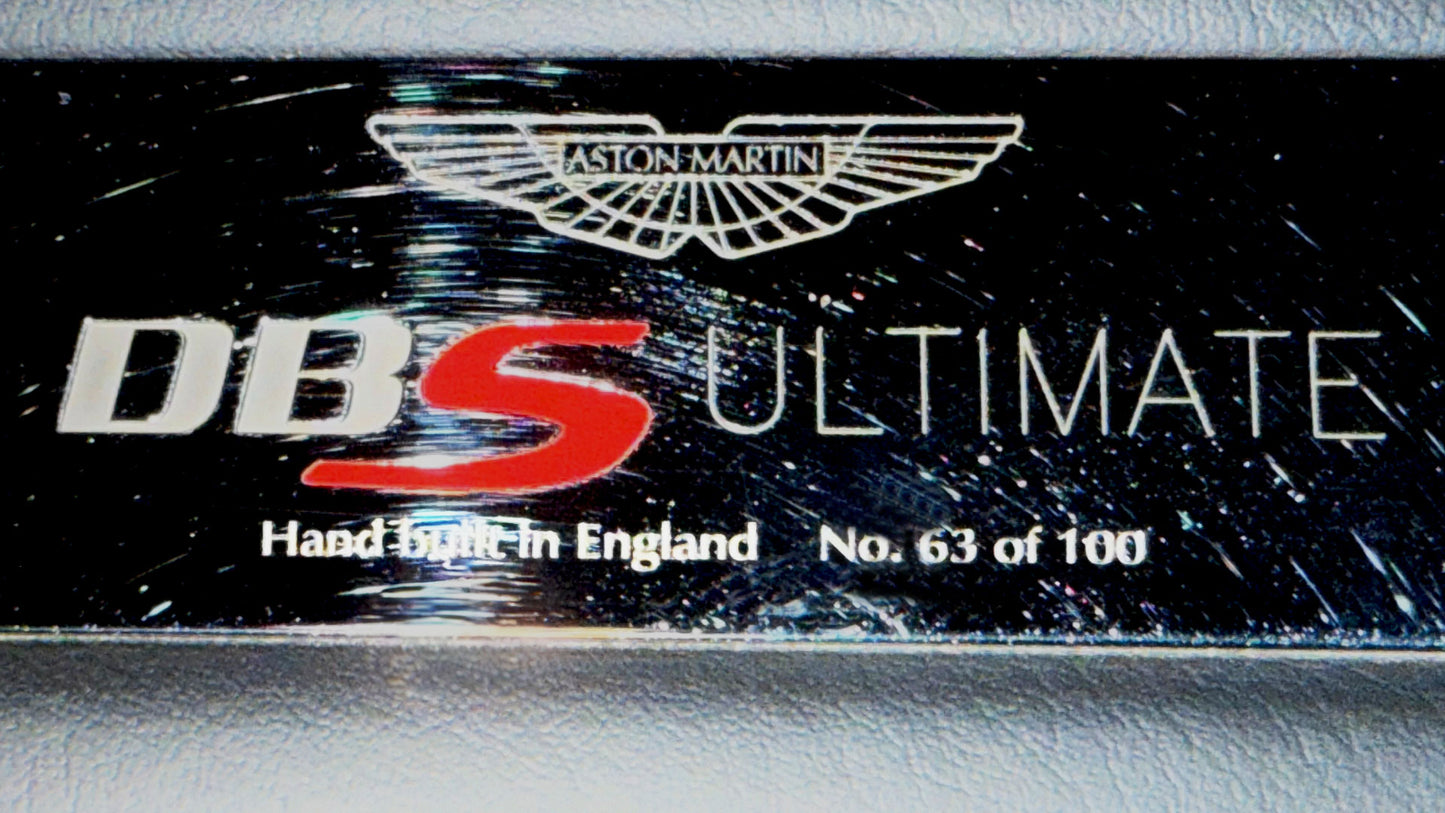 ASTON MARTIN
DBS ULTIMATE
Hand built in England No. 63 of 100